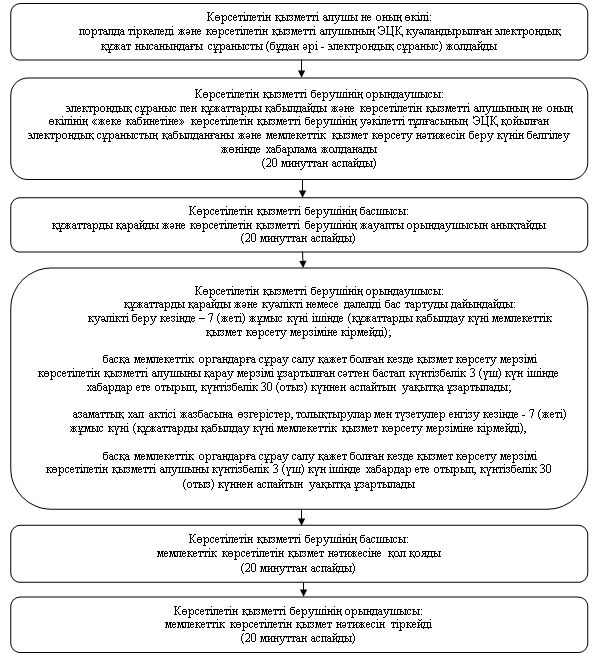 Көрсетілетін қызметті алушы не оның өкілі:
порталда тіркеледі және көрсетілетін қызметті алушының ЭЦҚ куәландырылған электрондық
құжат нысанындағы сұранысты (бұдан әрі - электрондық сұраныс) жолдайды
Көрсетілетін қызметті берушінің орындаушысы:
электрондық сұраныс пен құжаттарды қабылдайды және көрсетілетін қызметті алушының не оның
өкілінің «жеке кабинетіне» көрсетілетін қызметті берушінің уәкілетті тұлғасының ЭЦҚ қойылған
электрондық сұраныстың қабылданғаны және мемлекеттік қызмет көрсету нәтижесін беру күнін белгілеу
жөнінде хабарлама жолданады
(20 минуттан аспайды)
Көрсетілетін қызметті берушінің басшысы:
құжаттарды қарайды және көрсетілетін қызметті берушінің жауапты орындаушысын анықтайды
(20 минуттан аспайды)
Көрсетілетін қызметті берушінің орындаушысы:
құжаттарды қарайды және куәлікті немесе дәлелді бас тартуды дайындайды:
куәлікті беру кезінде – 7 (жеті) жұмыс күні ішінде (құжаттарды қабылдау күні мемлекеттік
қызмет көрсету мерзіміне кірмейді);
басқа мемлекеттік органдарға сұрау салу қажет болған кезде қызмет көрсету мерзімі
көрсетілетін қызметті алушыны қарау мерзімі ұзартылған сәттен бастап күнтізбелік 3 (үш) күн ішінде
хабардар ете отырып, күнтізбелік 30 (отыз) күннен аспайтын уақытқа ұзартылады;
азаматтық хал актісі жазбасына өзгерістер, толықтырулар мен түзетулер енгізу кезінде - 7 (жеті)
жұмыс күні (құжаттарды қабылдау күні мемлекеттік қызмет көрсету мерзіміне кірмейді),
басқа мемлекеттік органдарға сұрау салу қажет болған кезде қызмет көрсету мерзімі
көрсетілетін қызметті алушыны күнтізбелік 3 (үш) күн ішінде хабардар ете отырып, күнтізбелік 30
(отыз) күннен аспайтын уақытқа ұзартылады
Көрсетілетін қызметті берушінің басшысы:
мемлекеттік көрсетілетін қызмет нәтижесіне қол қояды
(20 минуттан аспайды)
Көрсетілетін қызметті берушінің орындаушысы:
мемлекеттік көрсетілетін қызмет нәтижесін тіркейді
(20 минуттан аспайды)